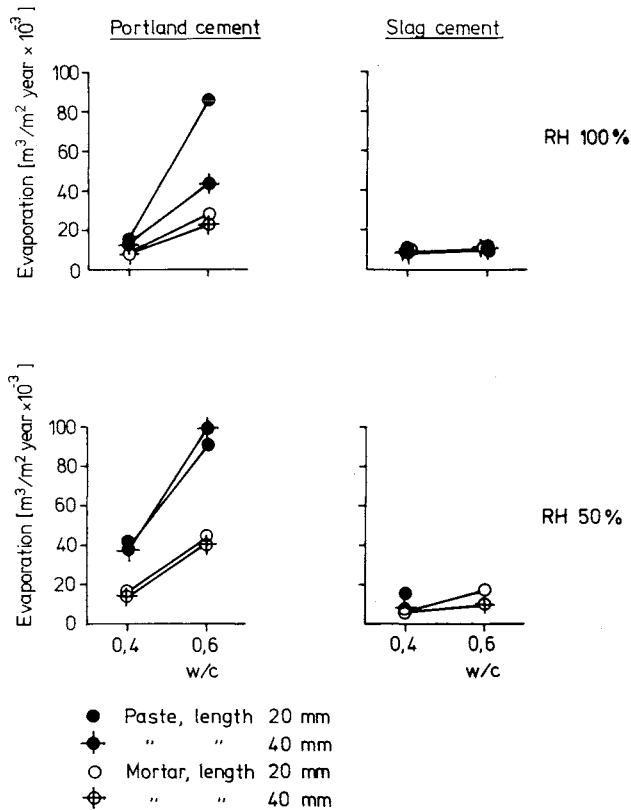 Portland cement
Slag cement
Evaporation [m³/m² year × 10⁻³]
100
80
60
40
20
0
RH 100%
Evaporation [m³/m² year × 10⁻³]
100
80
60
40
20
0
0,4 0,6
w/c
0,4 0,6
w/c
RH 50%
Paste, length 20 mm
" " 40 mm
Mortar, length 20 mm
" " 40 mm